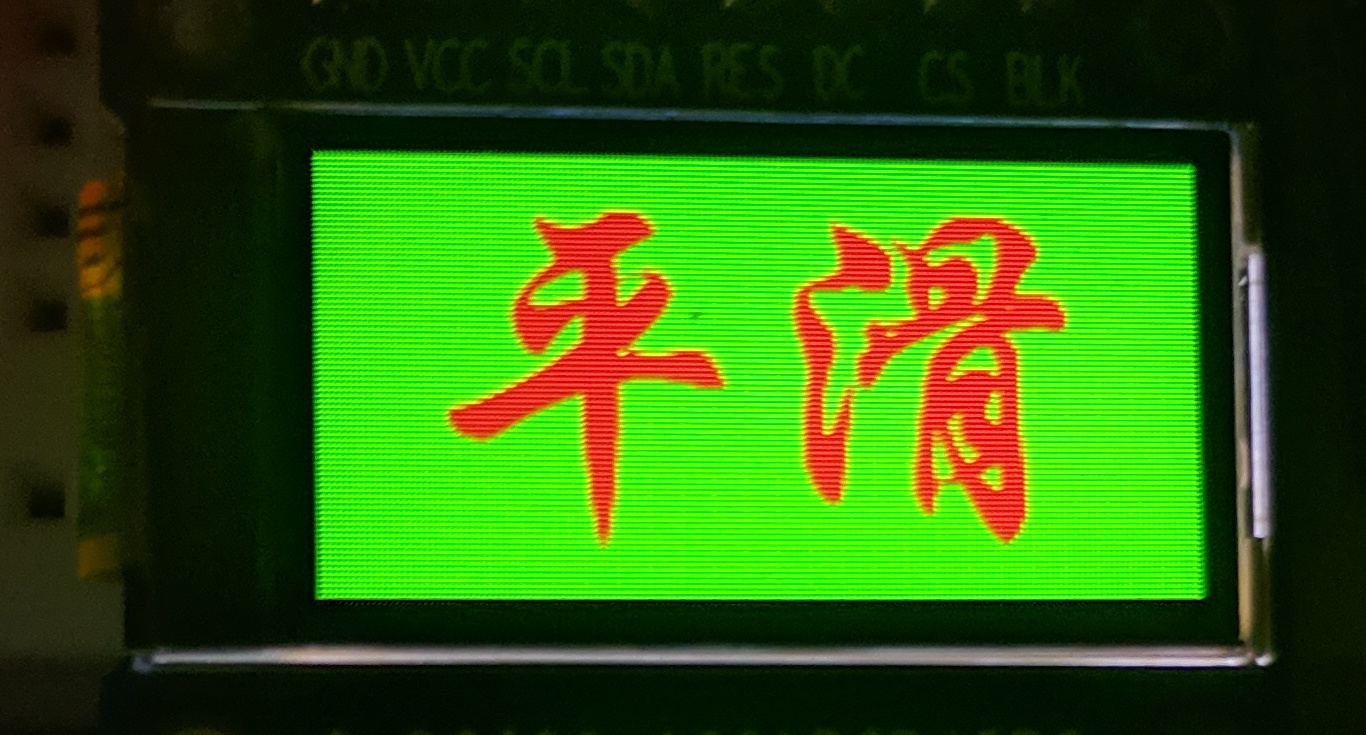 GND VCC SCL SDA RES DC CS BLK
平滑